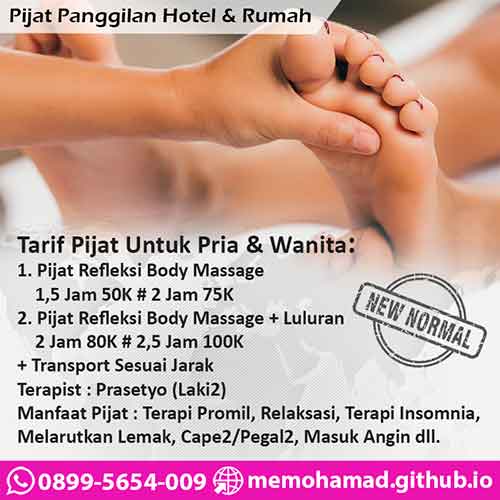 Pijat Panggilan Hotel & Rumah
Tarif Pijat Untuk Pria & Wanita:
1. Pijat Refleksi Body Massage
1,5 Jam 50K # 2 Jam 75K
2. Pijat Refleksi Body Massage + Luluran
2 Jam 80K # 2,5 Jam 100K
+ Transport Sesuai Jarak
Terapist : Prasetyo (Laki2)
Manfaat Pijat : Terapi Promil, Relaksasi, Terapi Insomnia,
Melarutkan Lemak, Cape2/Pegal2, Masuk Angin dll.
NEW NORMAL
0899-5654-009 memohamad.github.io